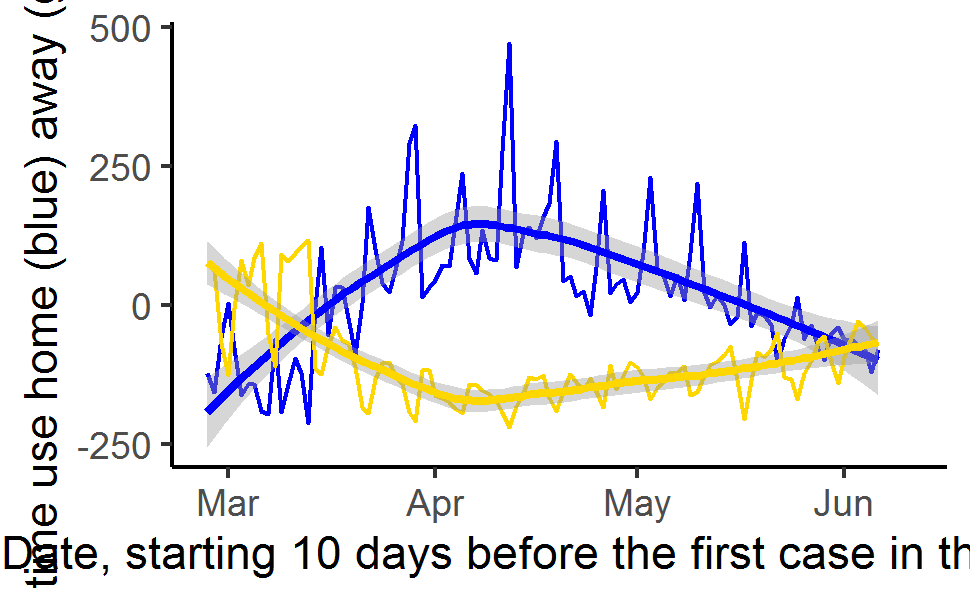 time use home (blue) away (
500
250
0
-250
Mar
Apr
May
Jun
Date, starting 10 days before the first case in th